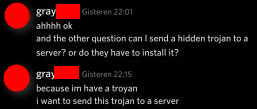 gray Gisteren 22:01
ahhhh ok
and the other question can I send a hidden trojan to a
server? or do they have to install it?
gray Gisteren 22:15
because im have a troyan
i want to send this trojan to a server